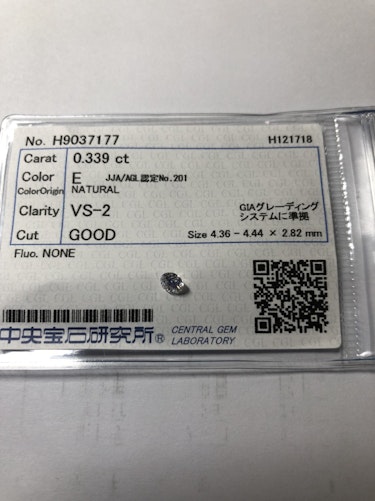 No. H9037177 H121718
Carat 0.339 ct
Color E JJA/AGL認定No.201
ColorOrigin NATURAL
Clarity VS-2 GIAグレーディング
システムに準拠
Cut GOOD Size 4.36 - 4.44 × 2.82 mm
Fluo. NONE
中央宝石研究所® CENTRAL GEM
LABORATORY